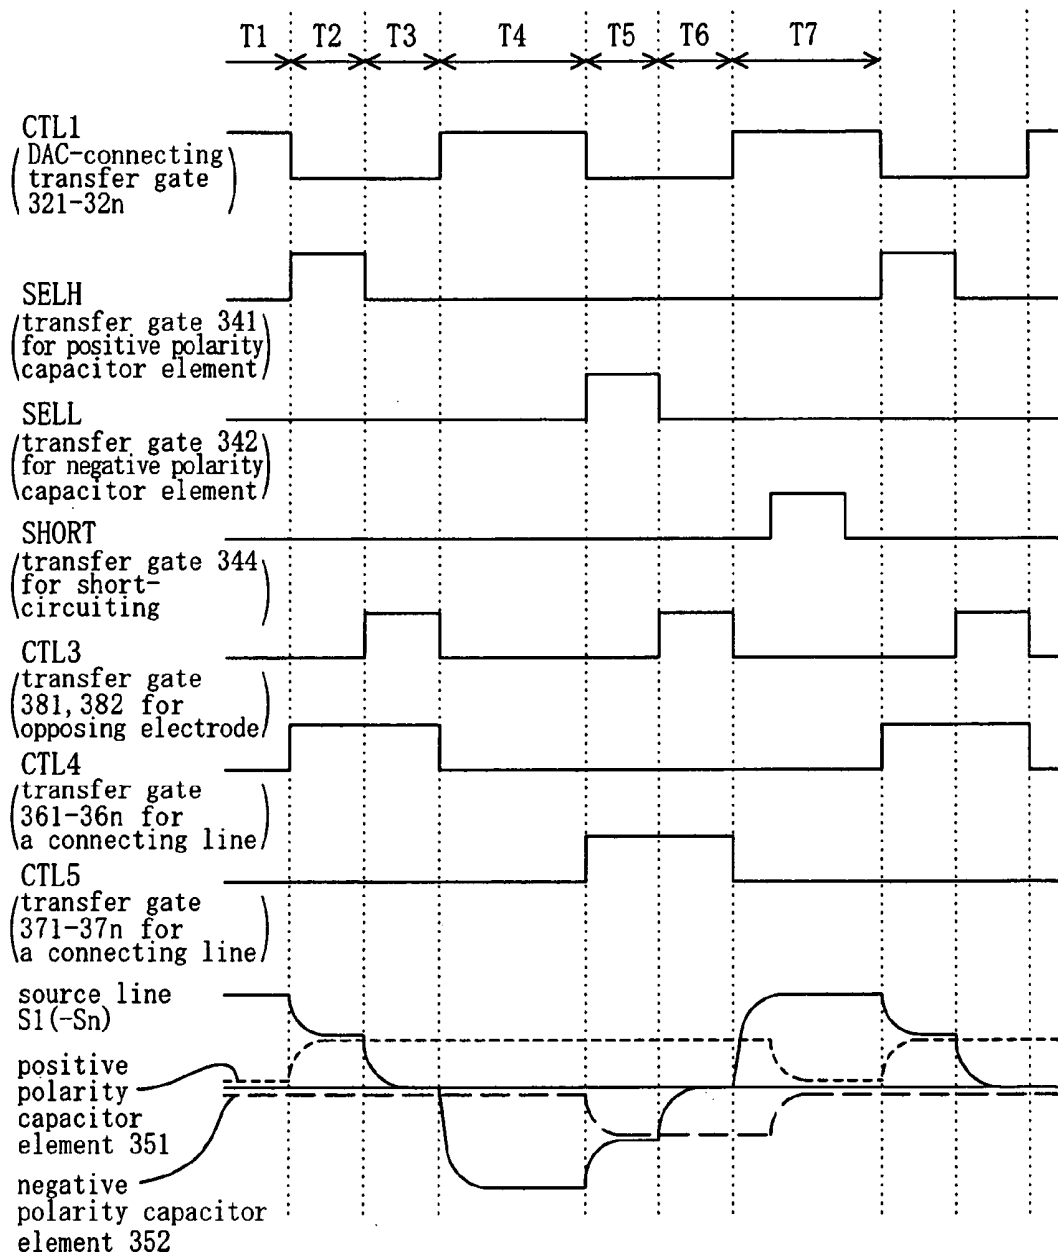 T1 T2 T3 T4 T5 T6 T7
CTL1
DAC-connecting
transfer gate
321-32n
SELH
transfer gate 341
for positive polarity
capacitor element
SELL
transfer gate 342
for negative polarity
capacitor element
SHORT
transfer gate 344
for short-
circuiting
CTL3
transfer gate
381,382 for
opposing electrode
CTL4
transfer gate
361-36n for
a connecting line
CTL5
transfer gate
371-37n for
a connecting line
source line
S1(-Sn)
positive
polarity
capacitor
element 351
negative
polarity capacitor
element 352